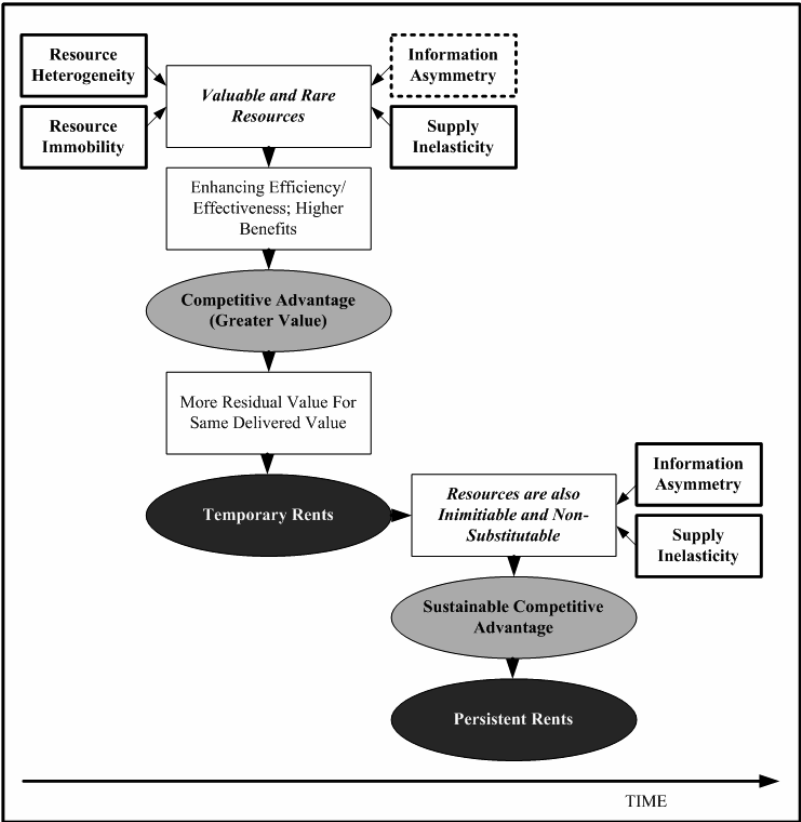 Resource
Heterogeneity
Information
Asymmetry
Valuable and Rare
Resources
Resource
Immobility
Supply
Inelasticity
Enhancing Efficiency/
Effectiveness; Higher
Benefits
Competitive Advantage
(Greater Value)
More Residual Value For
Same Delivered Value
Temporary Rents
Resources are also
Inimitiable and Non-
Substitutable
Information
Asymmetry
Supply
Inelasticity
Sustainable Competitive
Advantage
Persistent Rents
TIME